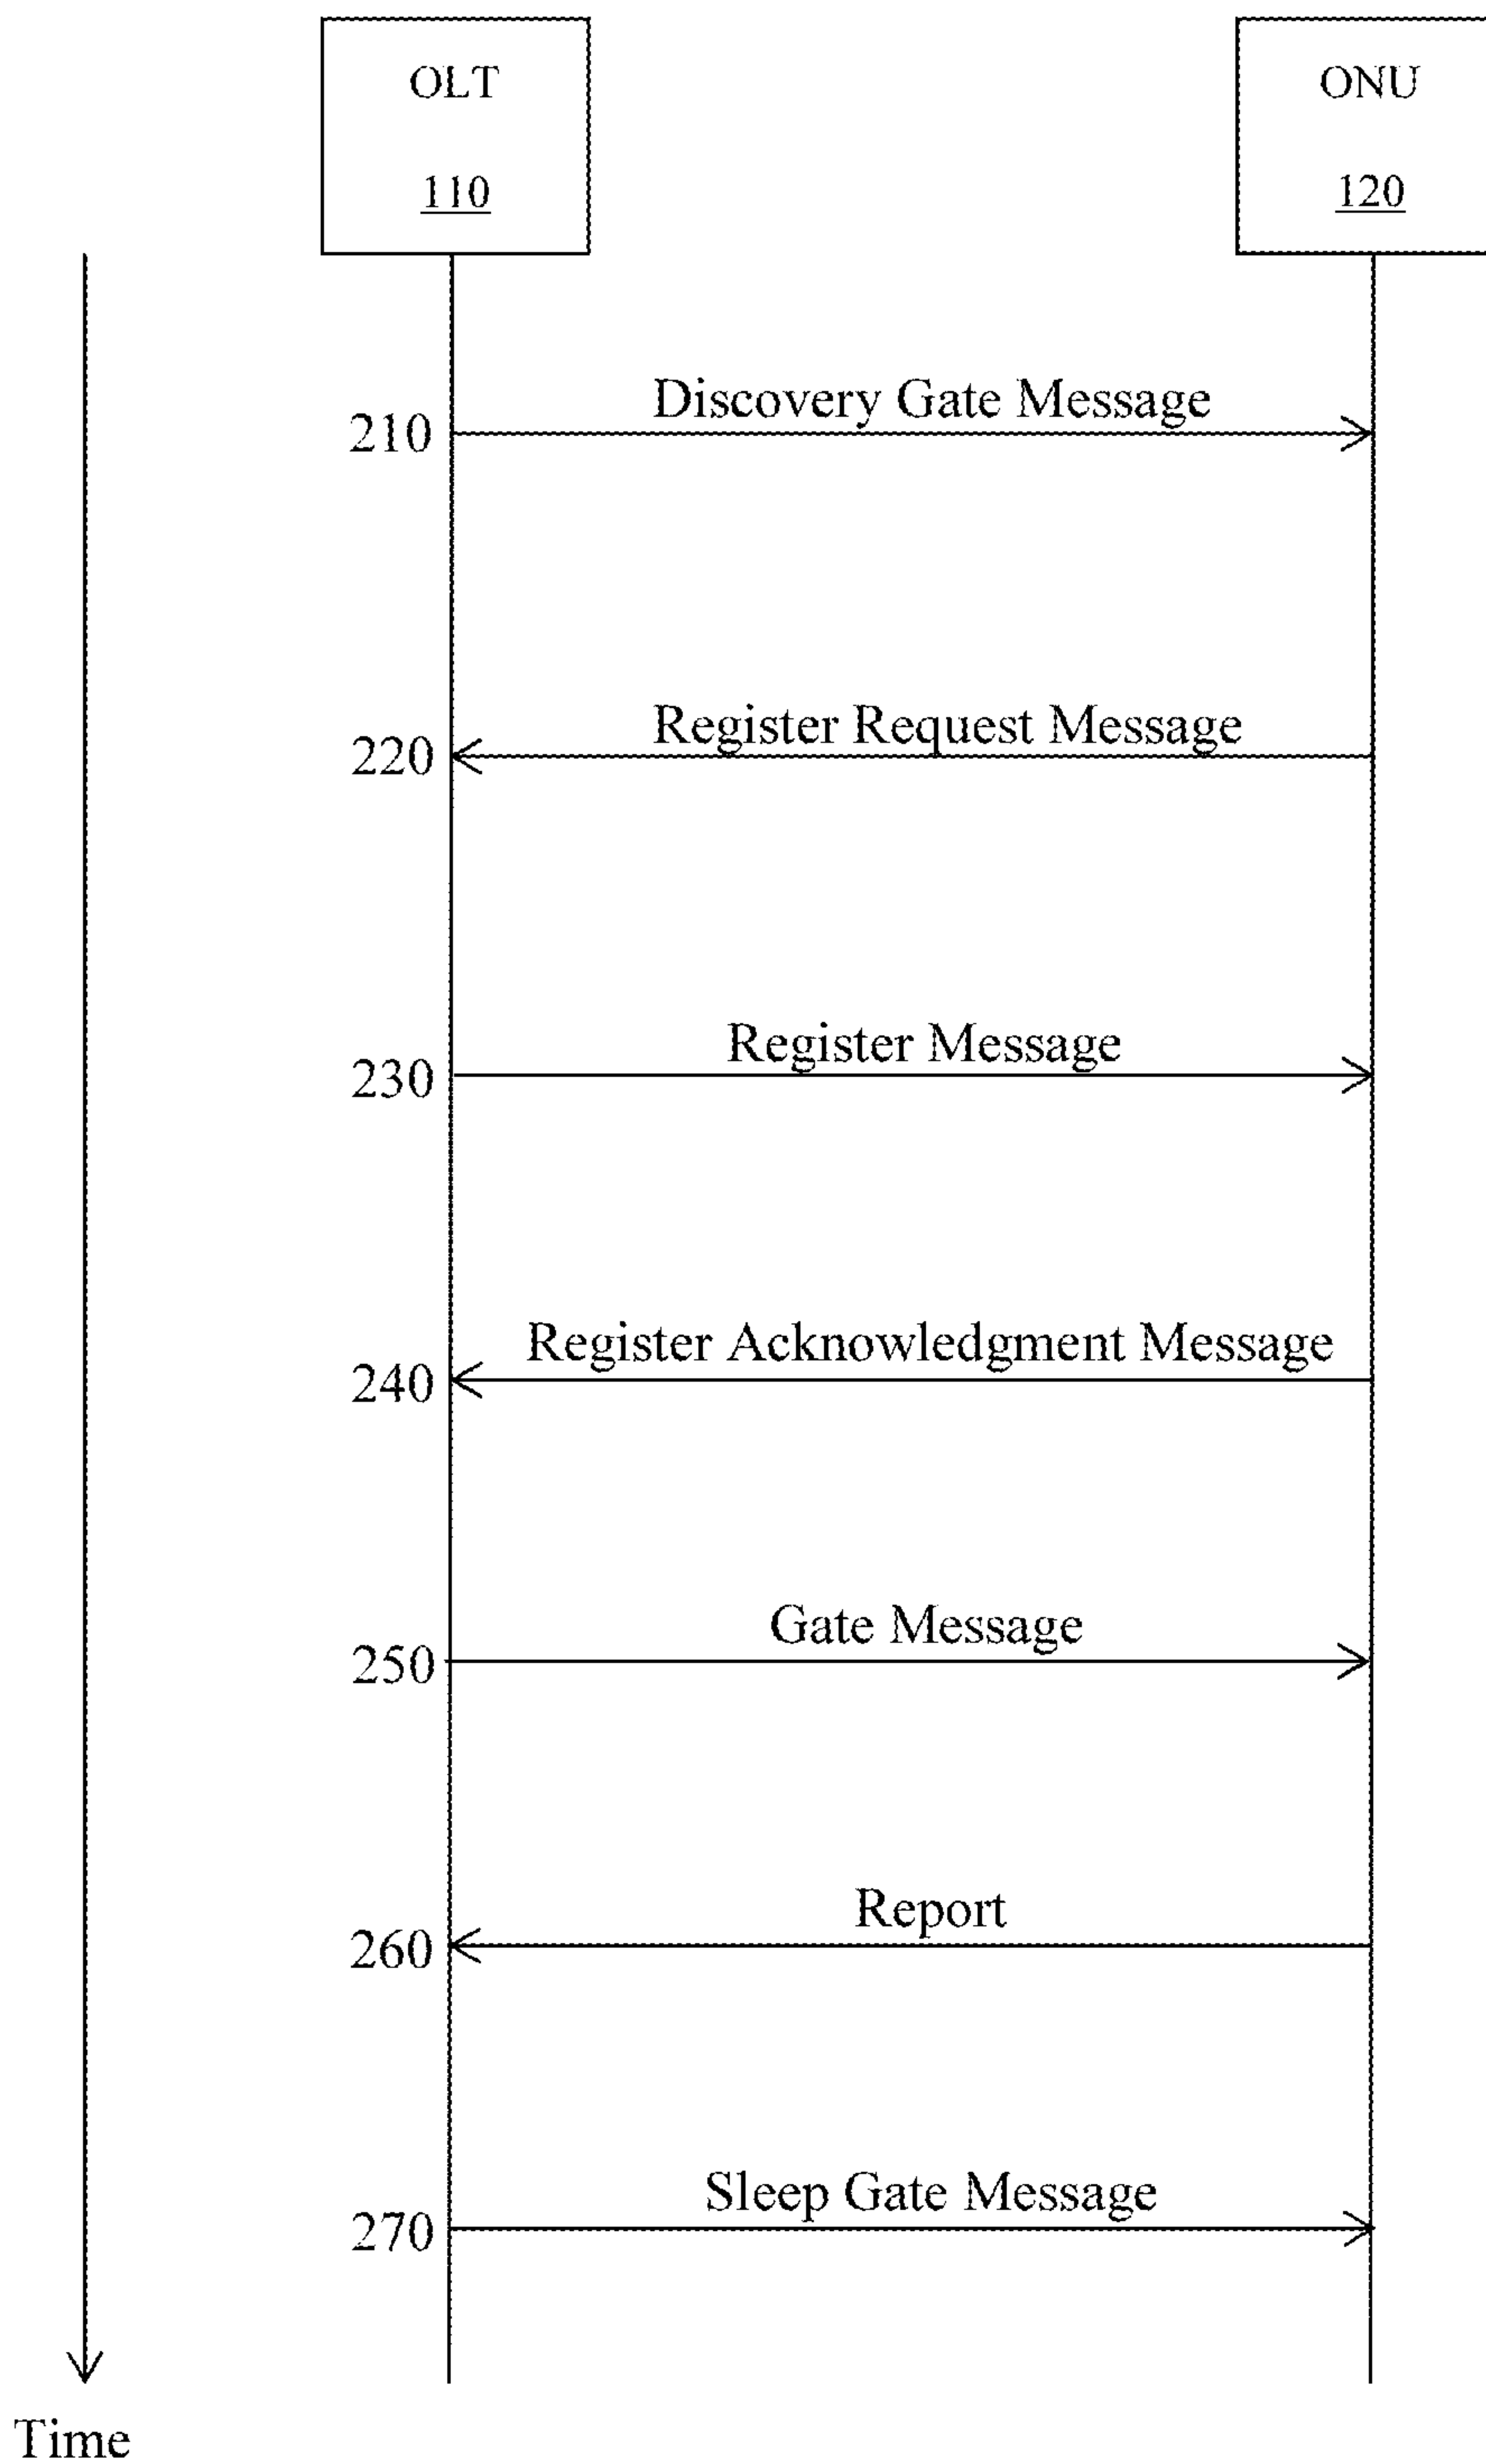 OLT
110
ONU
120
Discovery Gate Message
210
Register Request Message
220
Register Message
230
Register Acknowledgment Message
240
Gate Message
250
Report
260
Sleep Gate Message
270
Time